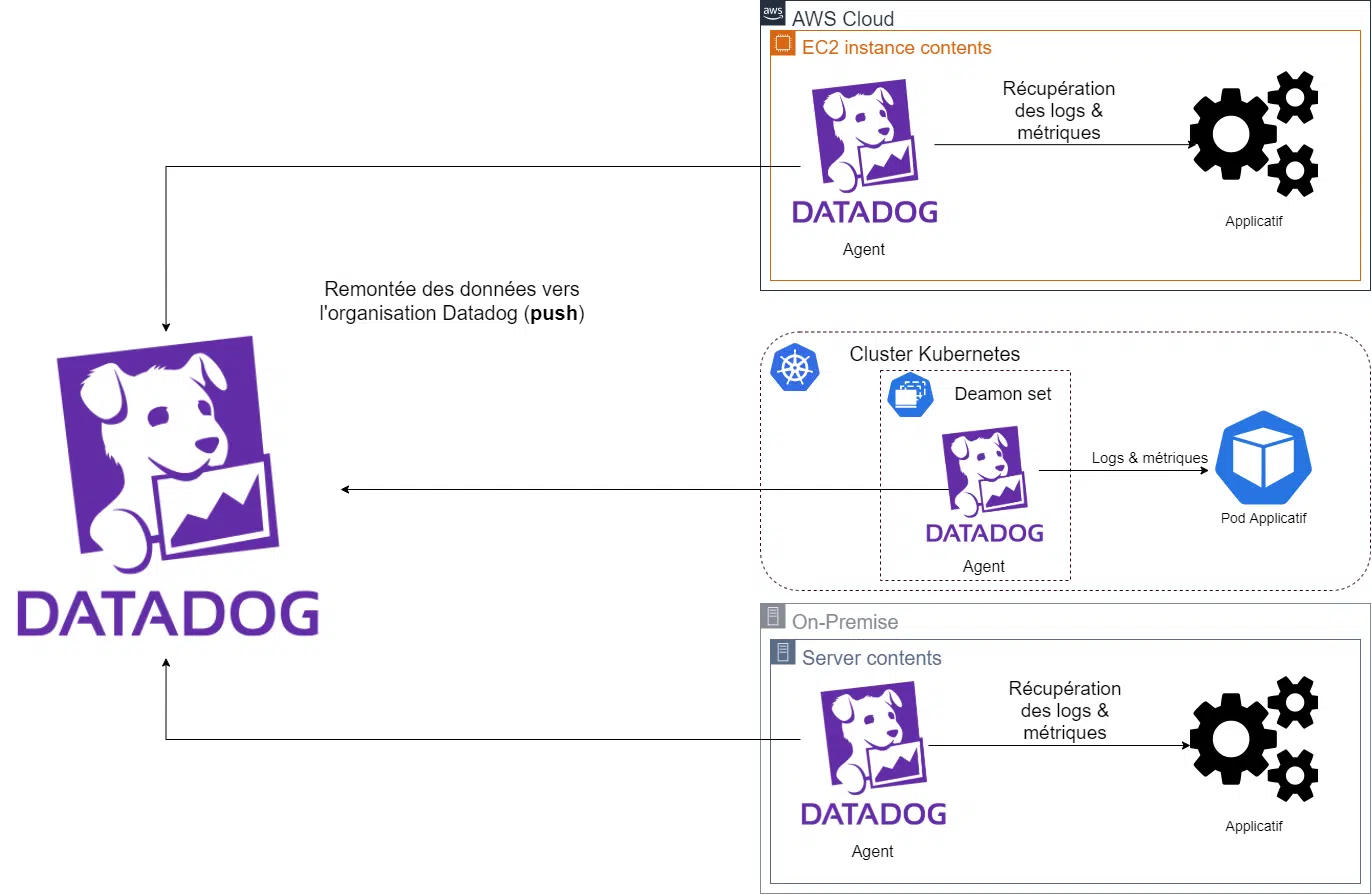 aws
AWS Cloud
EC2 instance contents
Récupération
des logs &
métriques
DATADOG
Applicatif
Agent
Remontée des données vers
l'organisation Datadog (push)
Cluster Kubernetes
Deamon set
Logs & métriques
Pod Applicatif
DATADOG
Agent
DATADOG
On-Premise
Server contents
Récupération
des logs &
métriques
DATADOG
Applicatif
Agent